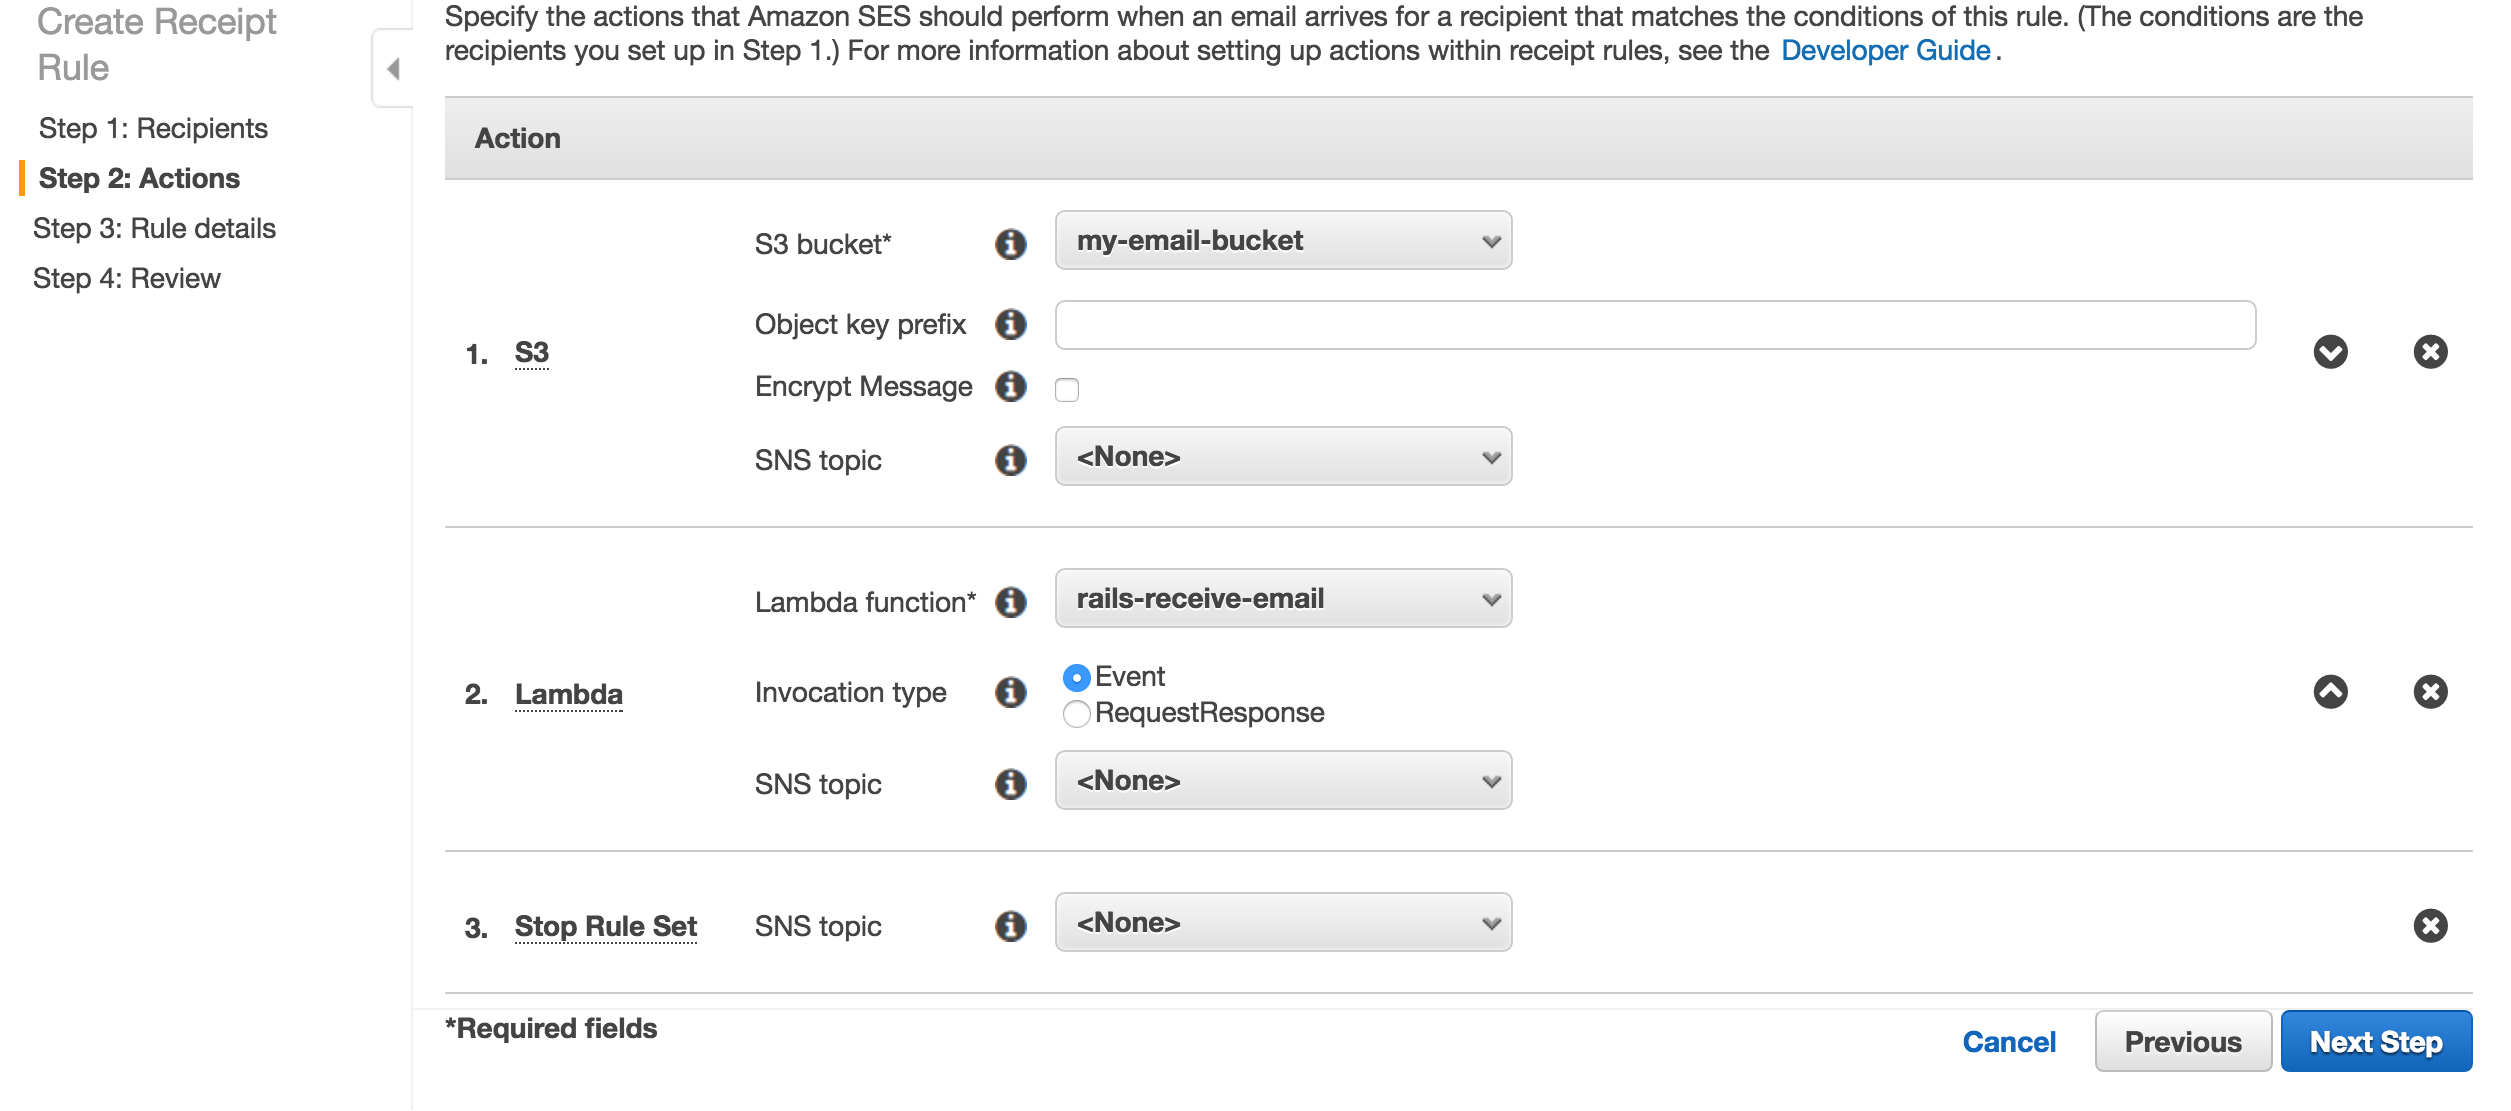 Create Receipt
Rule
Step 1: Recipients
Step 2: Actions
Step 3: Rule details
Step 4: Review
Specify the actions that Amazon SES should perform when an email arrives for a recipient that matches the conditions of this rule. (The conditions are the
recipients you set up in Step 1.) For more information about setting up actions within receipt rules, see the Developer Guide.
Action
1. S3
S3 bucket* my-email-bucket
Object key prefix
Encrypt Message
SNS topic <None>
2. Lambda
Lambda function* rails-receive-email
Invocation type Event
RequestResponse
SNS topic <None>
3. Stop Rule Set SNS topic <None>
*Required fields
Cancel Previous Next Step